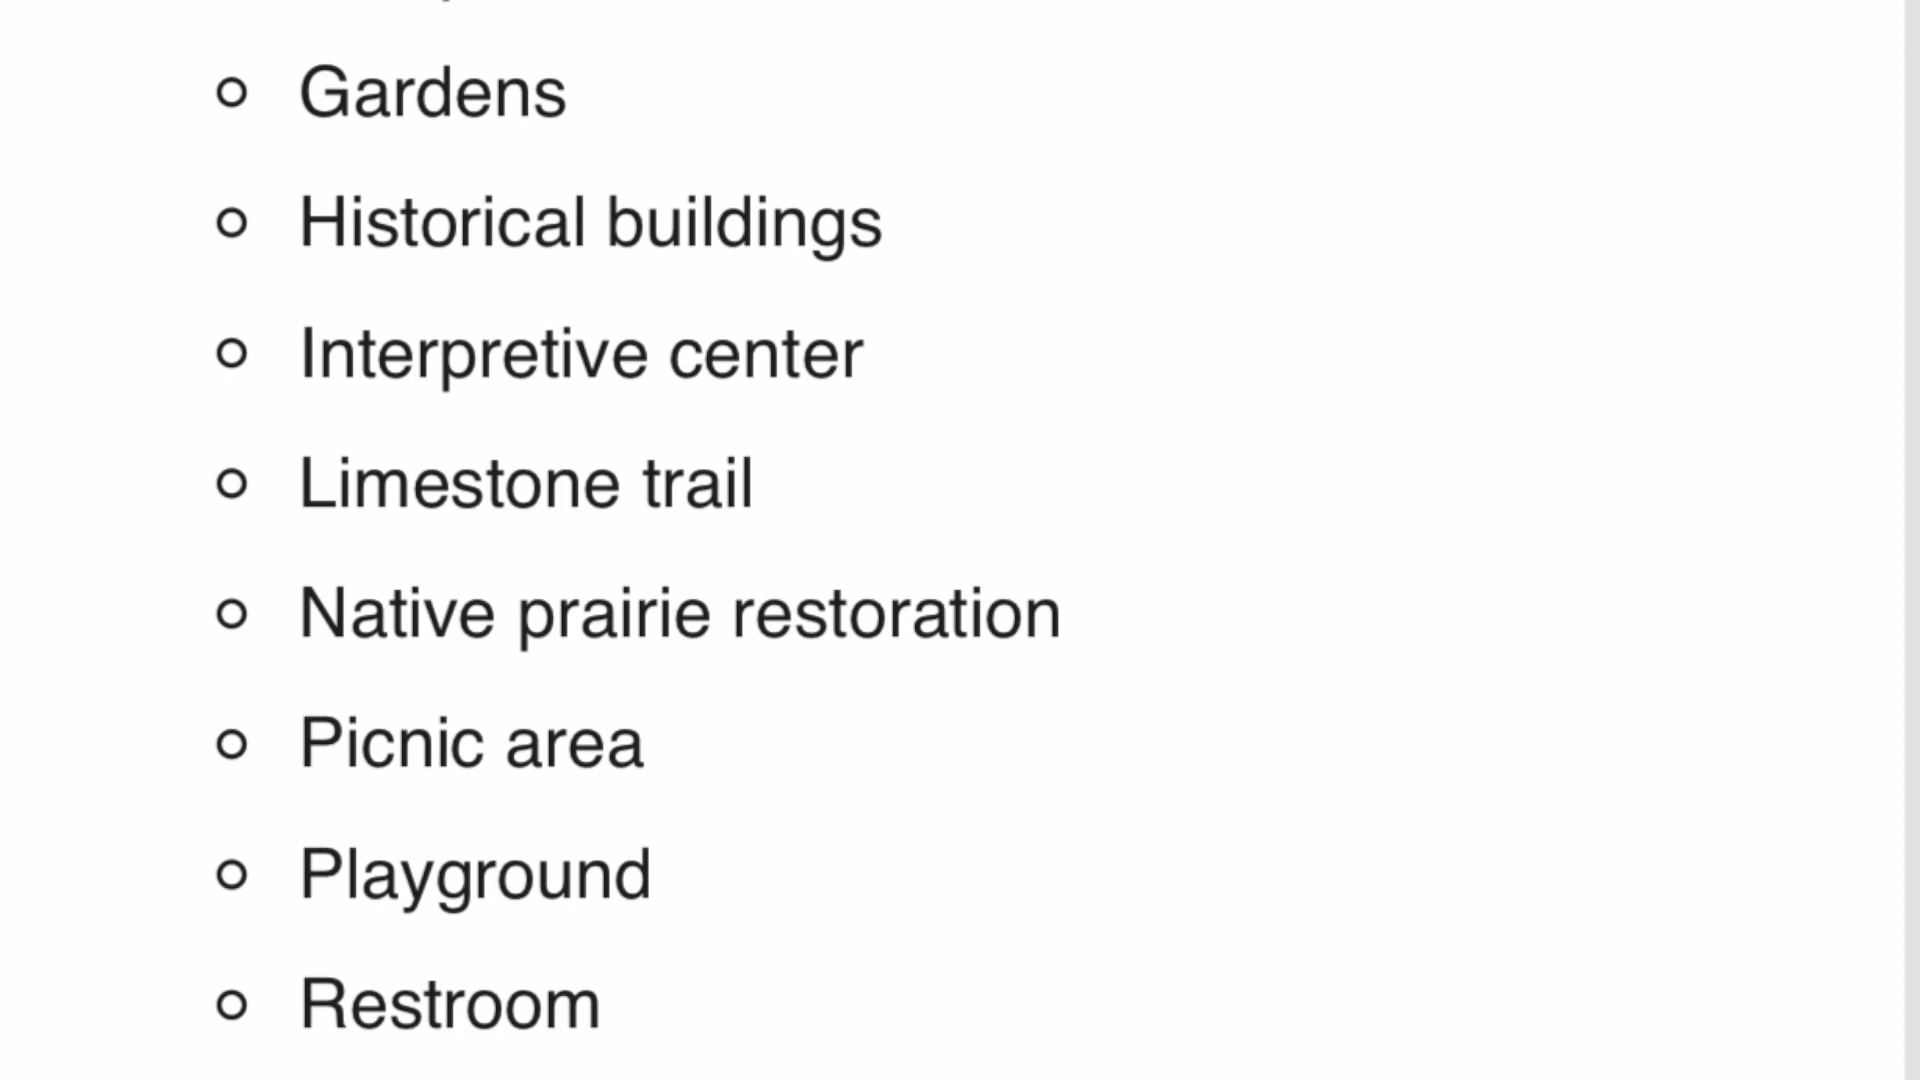 Gardens
Historical buildings
Interpretive center
Limestone trail
Native prairie restoration
Picnic area
Playground
Restroom